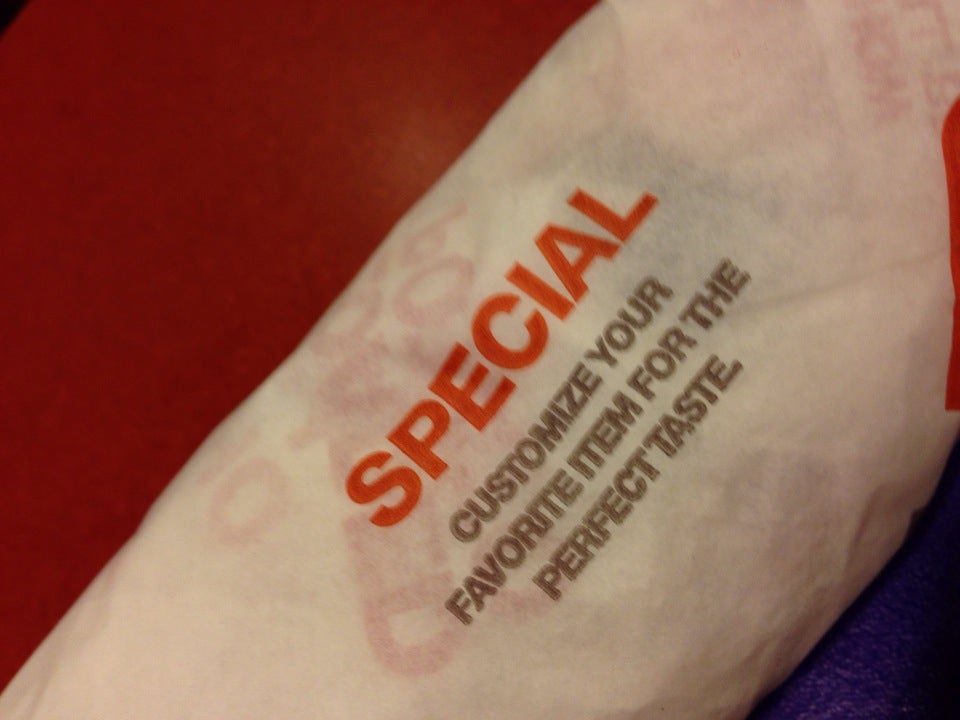 SPECIAL
CUSTOMIZE YOUR
FAVORITE ITEM FOR THE
PERFECT TASTE.